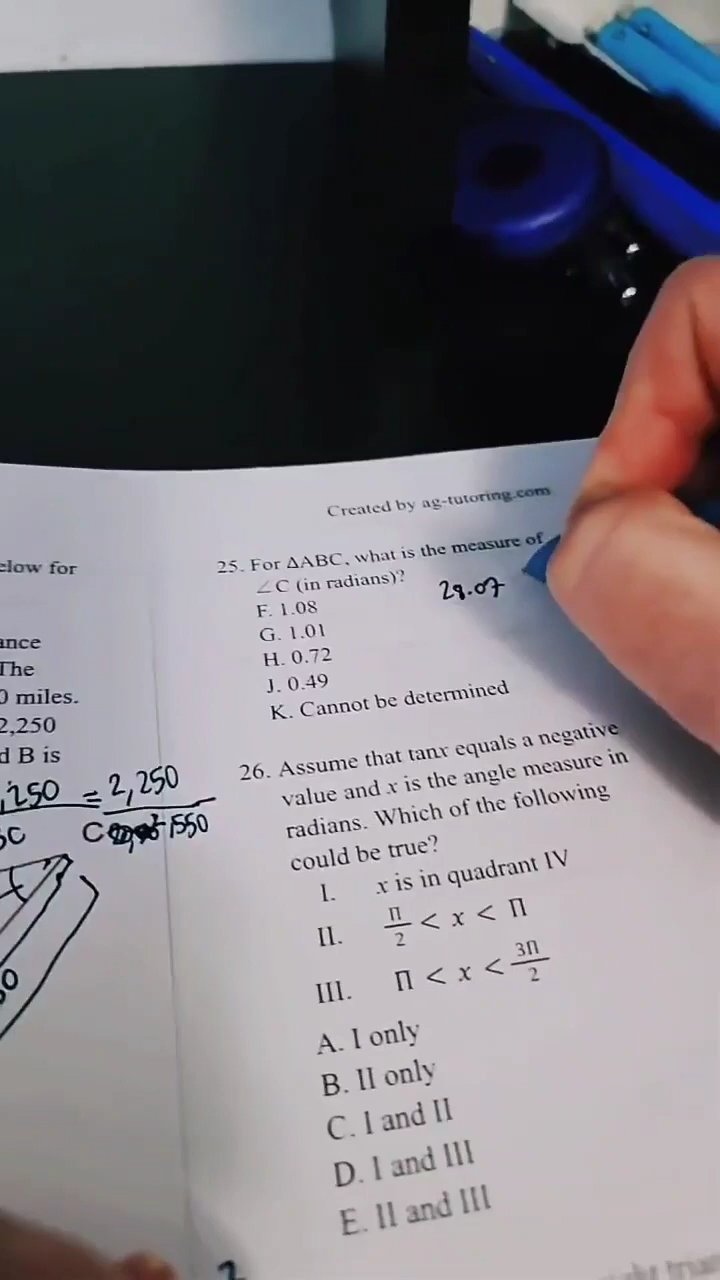 Created by ag-tutoring.com
elow for
ance
The
0 miles.
2,250
d B is
,250 = 2,250
C 1550
25. For ΔABC, what is the measure of
∠C (in radians)?
28.07
F. 1.08
G. 1.01
H. 0.72
J. 0.49
K. Cannot be determined
26. Assume that tanx equals a negative
value and x is the angle measure in
radians. Which of the following
could be true?
I. x is in quadrant IV
II. Π/2 < x < Π
III. Π < x < 3Π/2
A. I only
B. II only
C. I and II
D. I and III
E. II and III